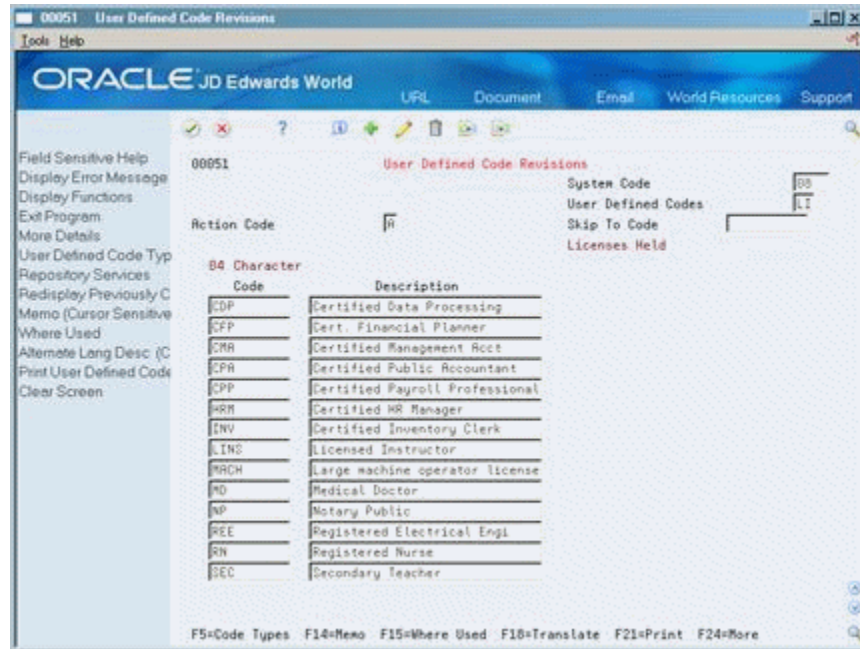 00051 User Defined Code Revisions
Tools Help
ORACLE JD Edwards World
URL Document Email World Resources Support
Field Sensitive Help
Display Error Message
Display Functions
Exit Program
More Details
User Defined Code Typ
Repository Services
Redisplay Previously C
Memo (Cursor Sensitive
Where Used
Alternate Lang Desc (C
Print User Defined Code
Clear Screen
00051 User Defined Code Revisions
System Code 08
User Defined Codes LI
Action Code A Skip To Code
Licenses Held
04 Character
Code Description
CDP Certified Data Processing
CFP Cert. Financial Planner
CMA Certified Management Acct
CPA Certified Public Accountant
CPP Certified Payroll Professional
HRM Certified HR Manager
INV Certified Inventory Clerk
LINS Licensed Instructor
MACH Large machine operator license
MD Medical Doctor
NP Notary Public
REE Registered Electrical Engi
RN Registered Nurse
SEC Secondary Teacher
F5=Code Types F14=Memo F15=Where Used F18=Translate F21=Print F24=More